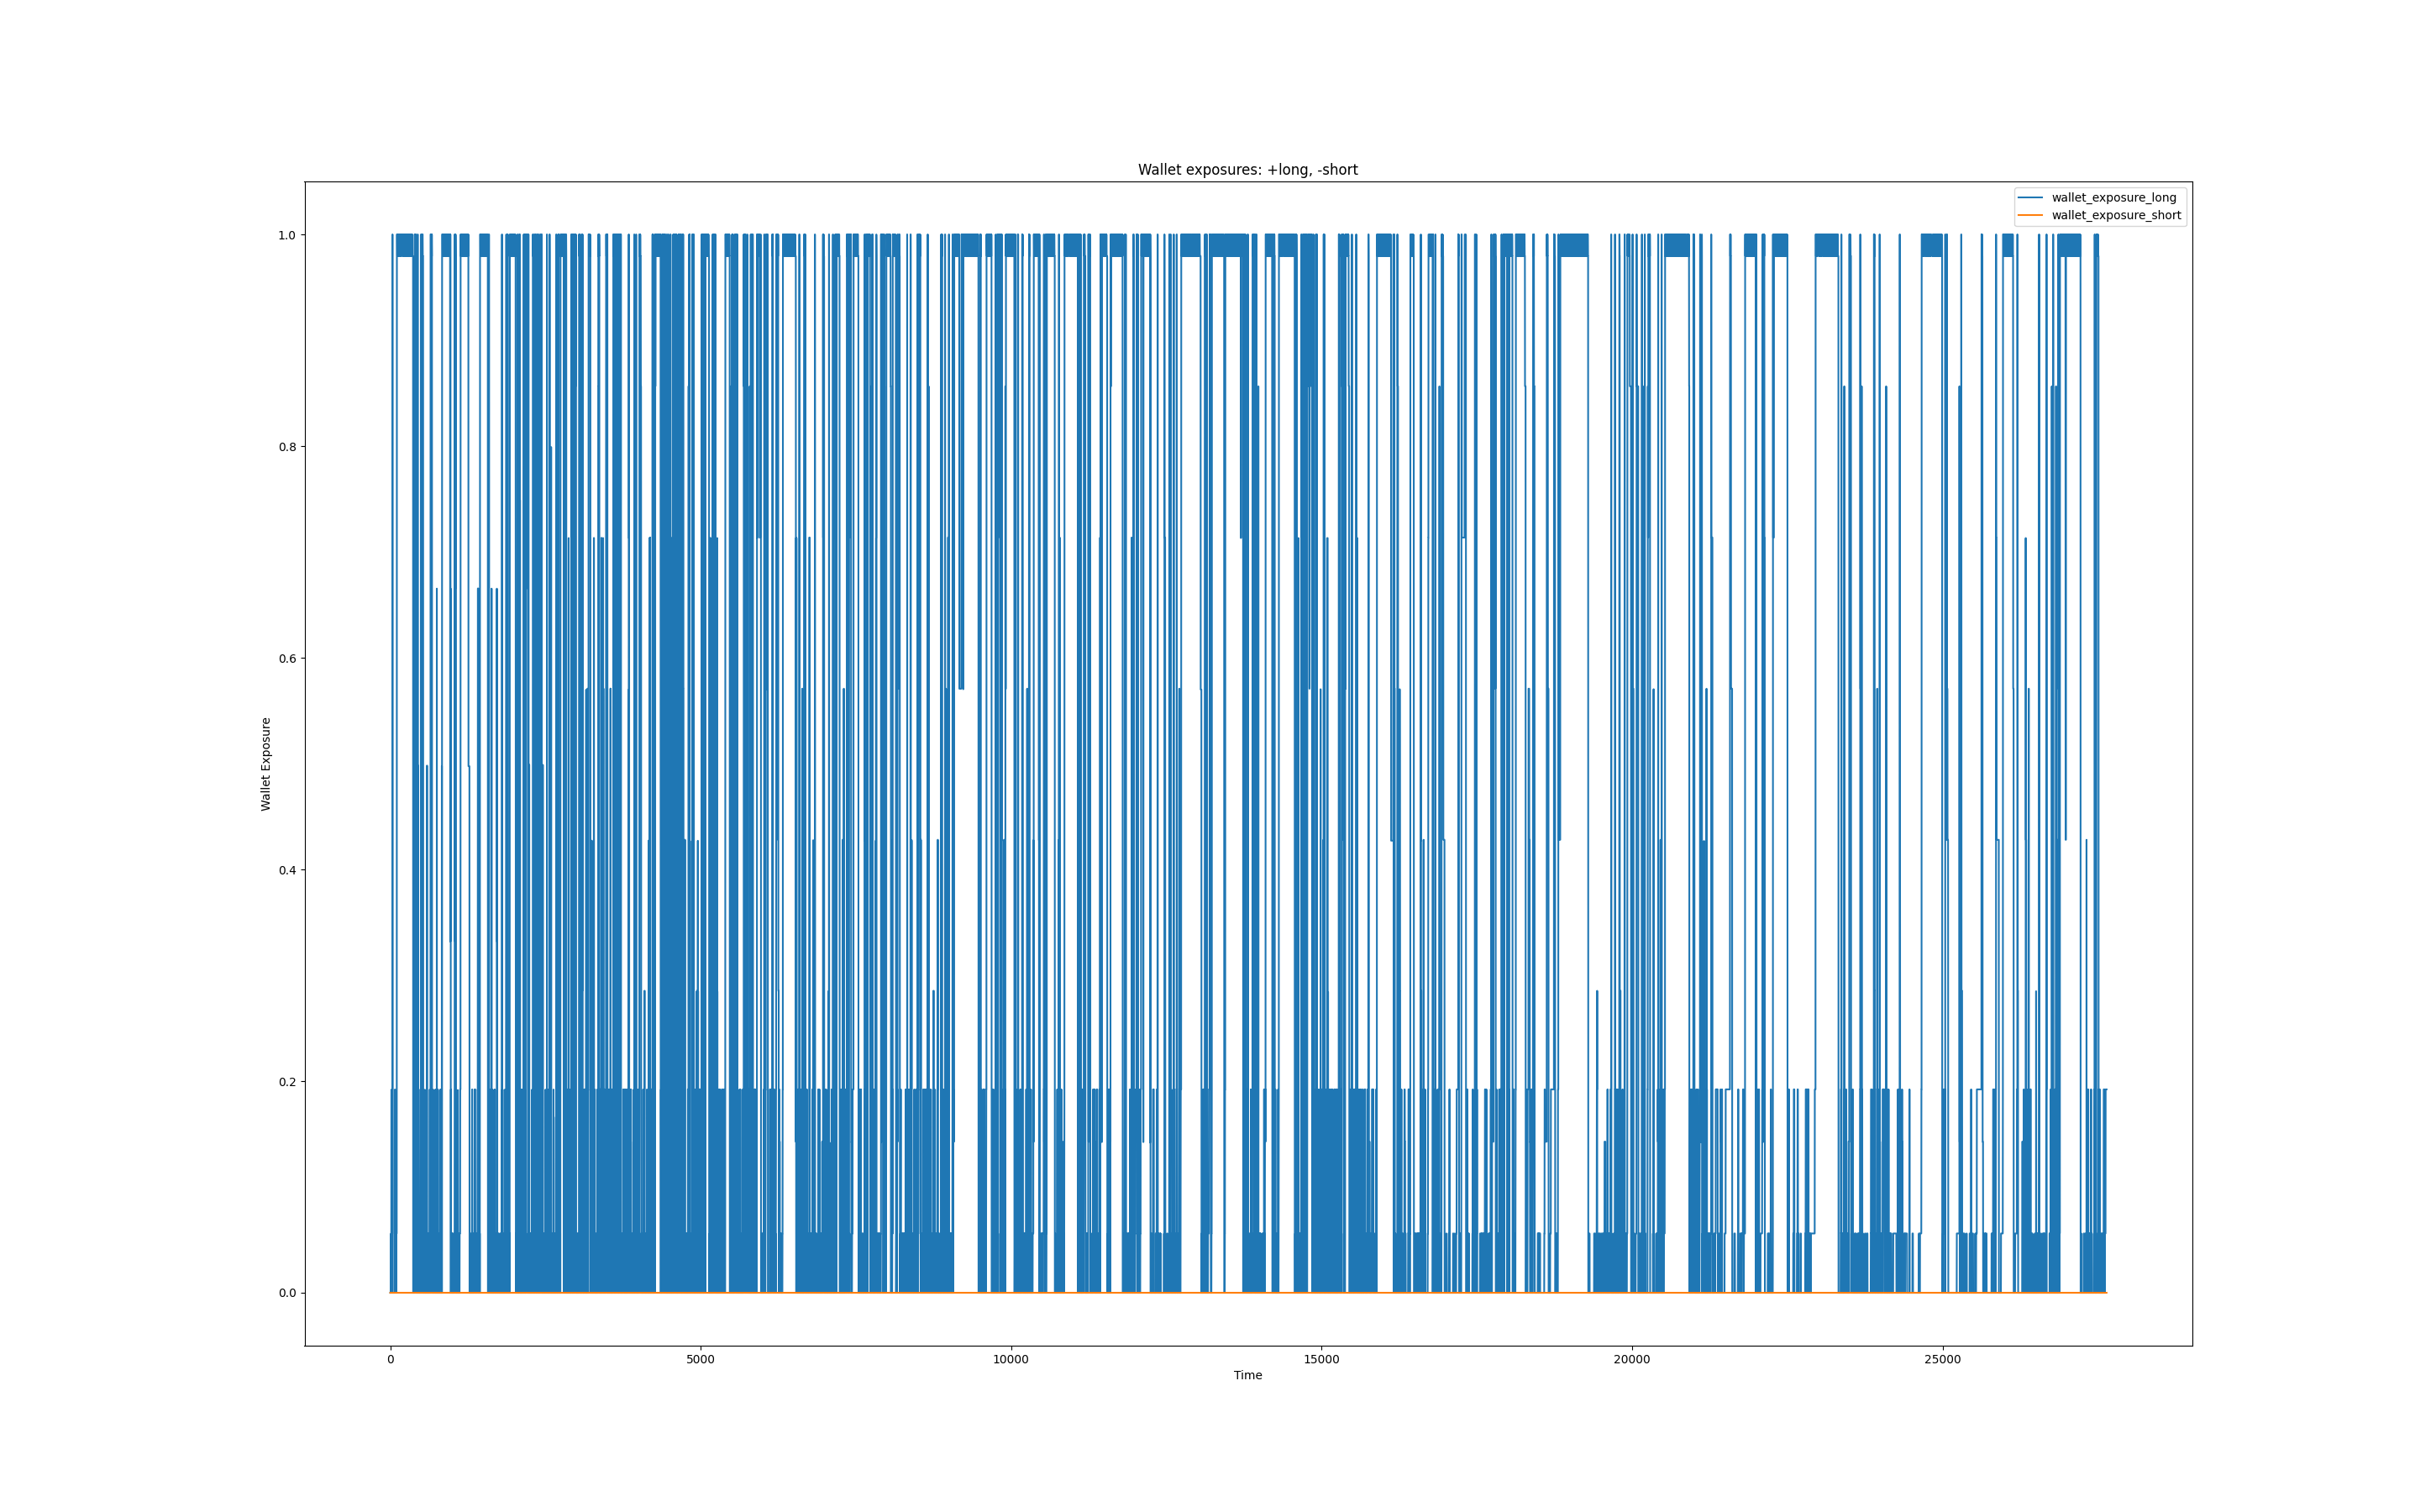 Wallet exposures: +long, -short
wallet_exposure_long
wallet_exposure_short
1.0
0.8
0.6
0.4
0.2
0.0
Wallet Exposure
0
5000
10000
15000
20000
25000
Time